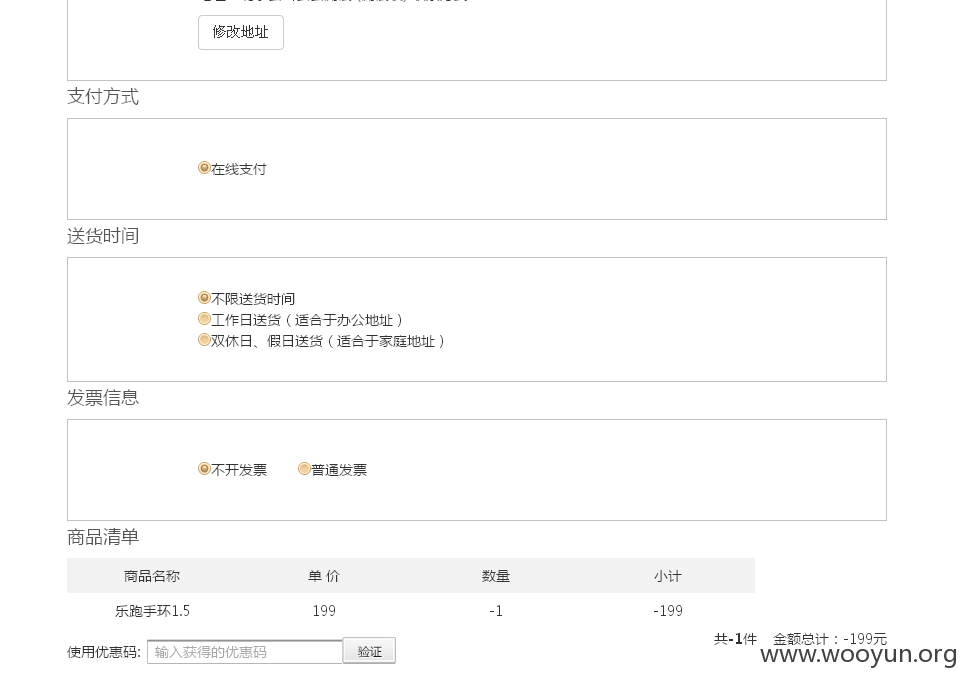 修改地址
支付方式
在线支付
送货时间
不限送货时间
工作日送货（适合于办公地址）
双休日、假日送货（适合于家庭地址）
发票信息
不开发票 普通发票
商品清单
商品名称 单 价 数量 小计
乐跑手环1.5 199 -1 -199
共-1件 金额总计：-199元
使用优惠码: 输入获得的优惠码 验证
www.wooyun.org